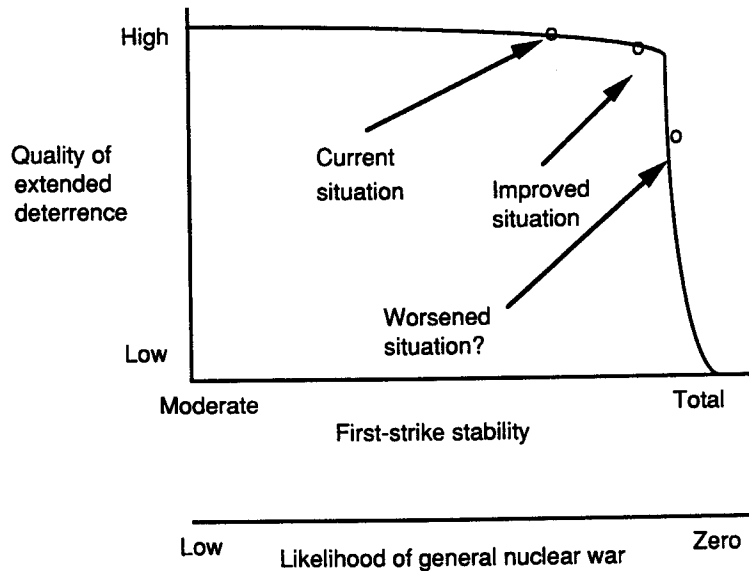 High
Quality of
extended
deterrence
Current
situation
Improved
situation
Worsened
situation?
Low
Moderate
Total
First-strike stability
Low
Zero
Likelihood of general nuclear war